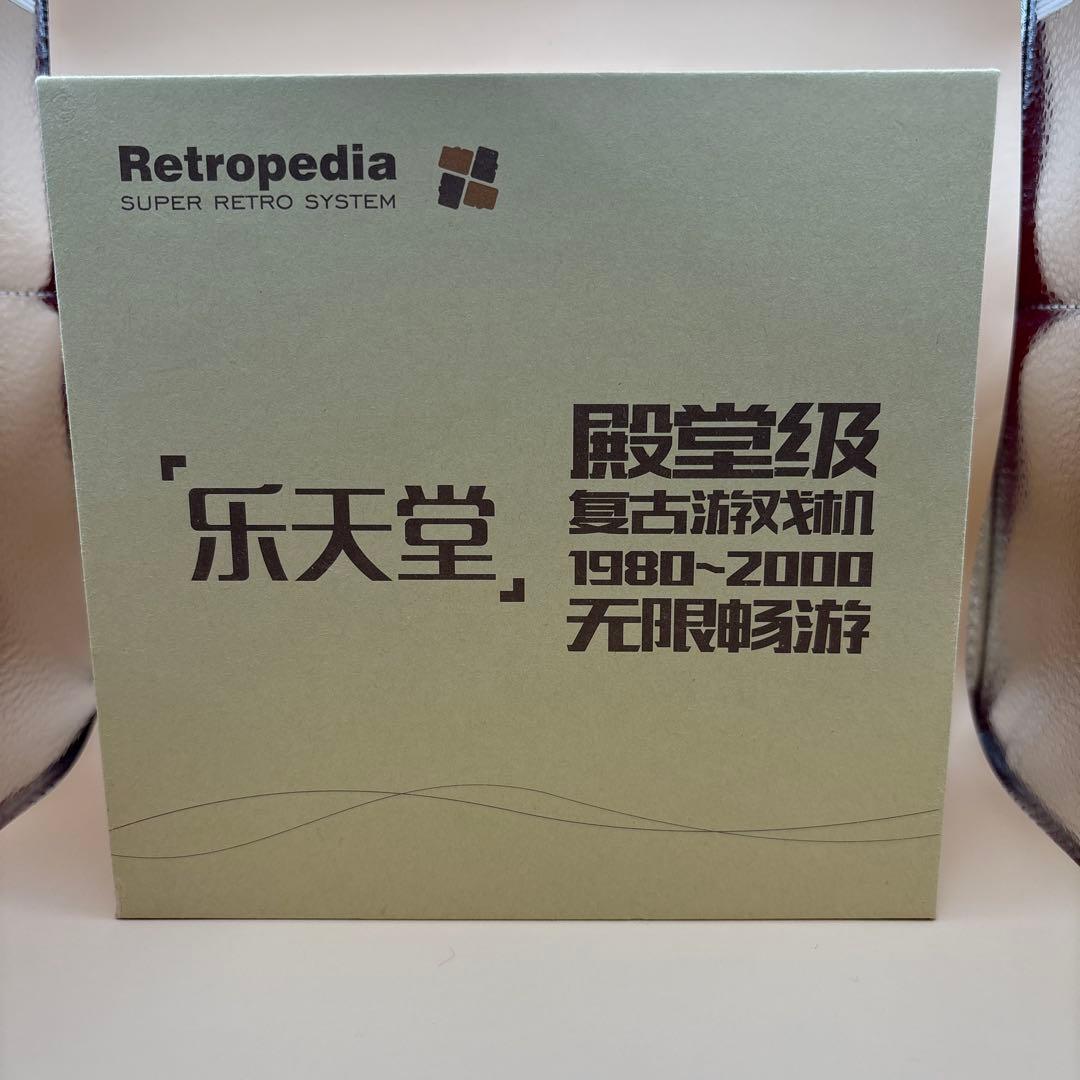 Retropedia
SUPER RETRO SYSTEM
「乐天堂」
殿堂级
复古游戏机
1980~2000
无限畅游